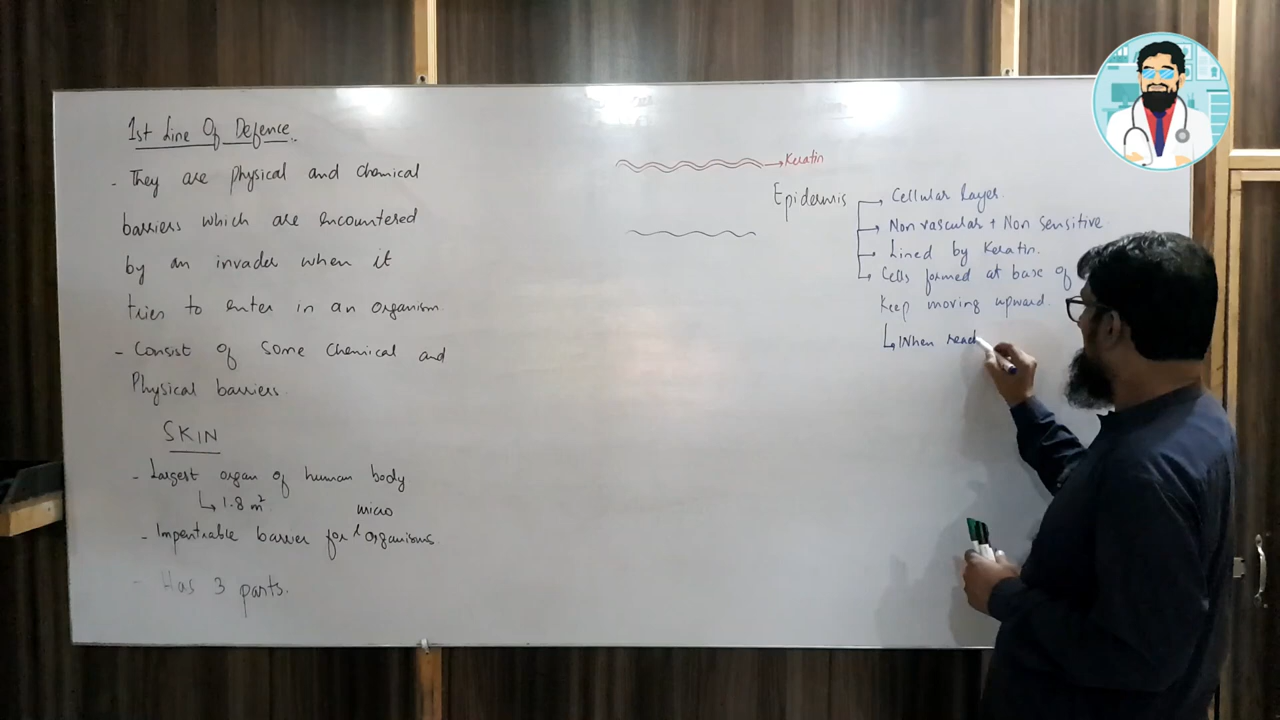 1st Line Of Defence
- They are physical and chemical
barriers which are encountered
by an invader when it
tries to enter in an organism.
- Consist of some chemical and
Physical barriers.
SKIN
- Largest organ of human body
↳ 1.8 m²
micro
- Impentrable barrier for ^ organisms.
- Has 3 parts.
→ Keratin
Epidermis
→ Cellular Layer.
→ Non vascular + Non sensitive
→ Lined by Keratin.
→ Cells formed at base of
Keep moving upward.
↳ When reac